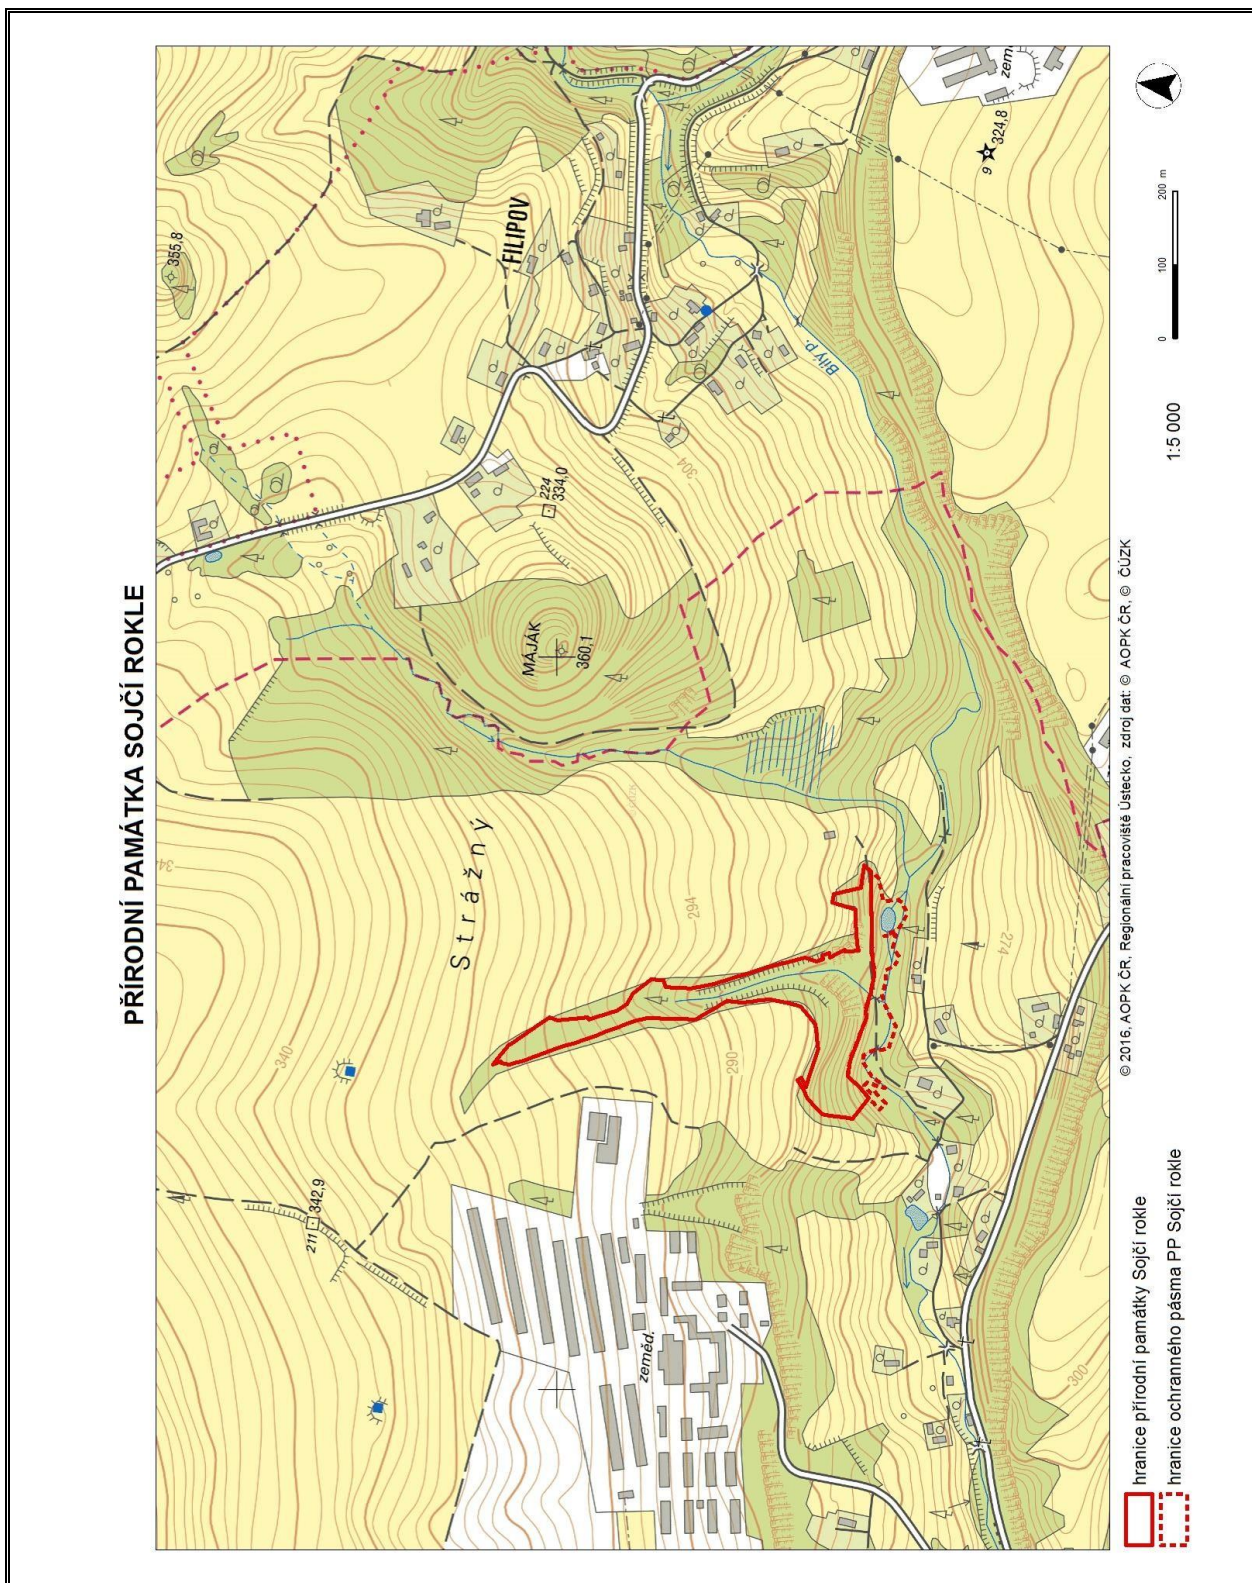 PŘÍRODNÍ PAMÁTKA SOJČÍ ROKLE
355,8
FILIPOV
zem
9 324,8
Bílý p.
224
334,0
304
MAJÁK
360,1
Strážný
34
294
340
290
274
211 342,9
zeměd.
300
0 100 200 m
1:5 000
© 2016, AOPK ČR, Regionální pracoviště Ústecko, zdroj dat: © AOPK ČR, © ČÚZK
hranice přírodní památky Sojčí rokle
hranice ochranného pásma PP Sojčí rokle